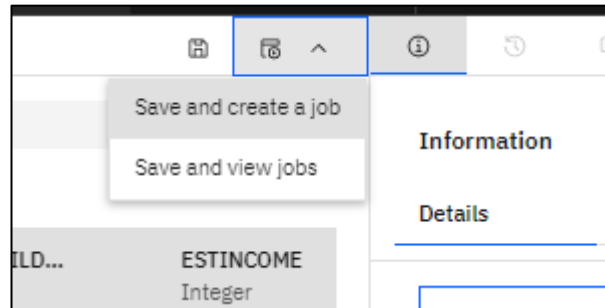 Save and create a job
Save and view jobs
Information
Details
ILD...
ESTINCOME
Integer